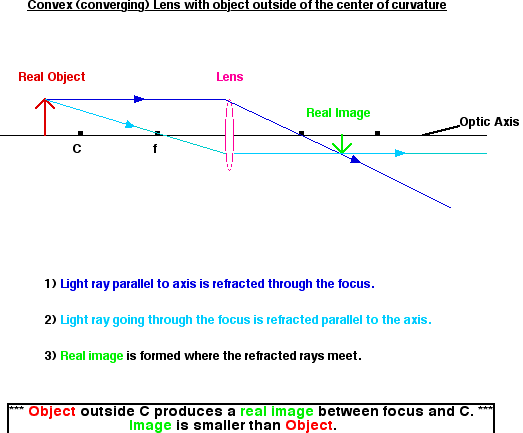 Convex (converging) Lens with object outside of the center of curvature
Real Object
Lens
Real Image
Optic Axis
C
f
1) Light ray parallel to axis is refracted through the focus.
2) Light ray going through the focus is refracted parallel to the axis.
3) Real image is formed where the refracted rays meet.
*** Object outside C produces a real image between focus and C. ***
Image is smaller than Object.